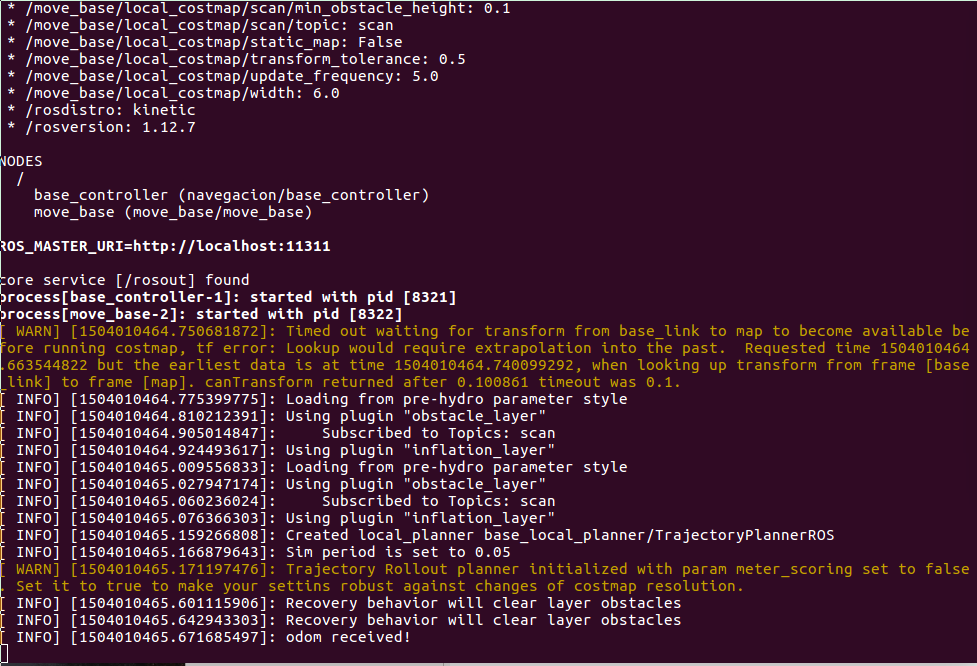 * /move_base/local_costmap/scan/min_obstacle_height: 0.1
* /move_base/local_costmap/scan/topic: scan
* /move_base/local_costmap/static_map: False
* /move_base/local_costmap/transform_tolerance: 0.5
* /move_base/local_costmap/update_frequency: 5.0
* /move_base/local_costmap/width: 6.0
* /rosdistro: kinetic
* /rosversion: 1.12.7
NODES
/
base_controller (navegacion/base_controller)
move_base (move_base/move_base)
ROS_MASTER_URI=http://localhost:11311
core service [/rosout] found
process[base_controller-1]: started with pid [8321]
process[move_base-2]: started with pid [8322]
[ WARN] [1504010464.750681872]: Timed out waiting for transform from base_link to map to become available be
fore running costmap, tf error: Lookup would require extrapolation into the past.  Requested time 1504010464
.663544822 but the earliest data is at time 1504010464.740099292, when looking up transform from frame [base
_link] to frame [map]. canTransform returned after 0.100861 timeout was 0.1.
[ INFO] [1504010464.775399775]: Loading from pre-hydro parameter style
[ INFO] [1504010464.810212391]: Using plugin "obstacle_layer"
[ INFO] [1504010464.905014847]:     Subscribed to Topics: scan
[ INFO] [1504010464.924493617]: Using plugin "inflation_layer"
[ INFO] [1504010465.009556833]: Loading from pre-hydro parameter style
[ INFO] [1504010465.027947174]: Using plugin "obstacle_layer"
[ INFO] [1504010465.060236024]:     Subscribed to Topics: scan
[ INFO] [1504010465.076366303]: Using plugin "inflation_layer"
[ INFO] [1504010465.159266808]: Created local_planner base_local_planner/TrajectoryPlannerROS
[ INFO] [1504010465.166879643]: Sim period is set to 0.05
[ WARN] [1504010465.171197476]: Trajectory Rollout planner initialized with param meter_scoring set to false
. Set it to true to make your settins robust against changes of costmap resolution.
[ INFO] [1504010465.601115906]: Recovery behavior will clear layer obstacles
[ INFO] [1504010465.642943303]: Recovery behavior will clear layer obstacles
[ INFO] [1504010465.671685497]: odom received!